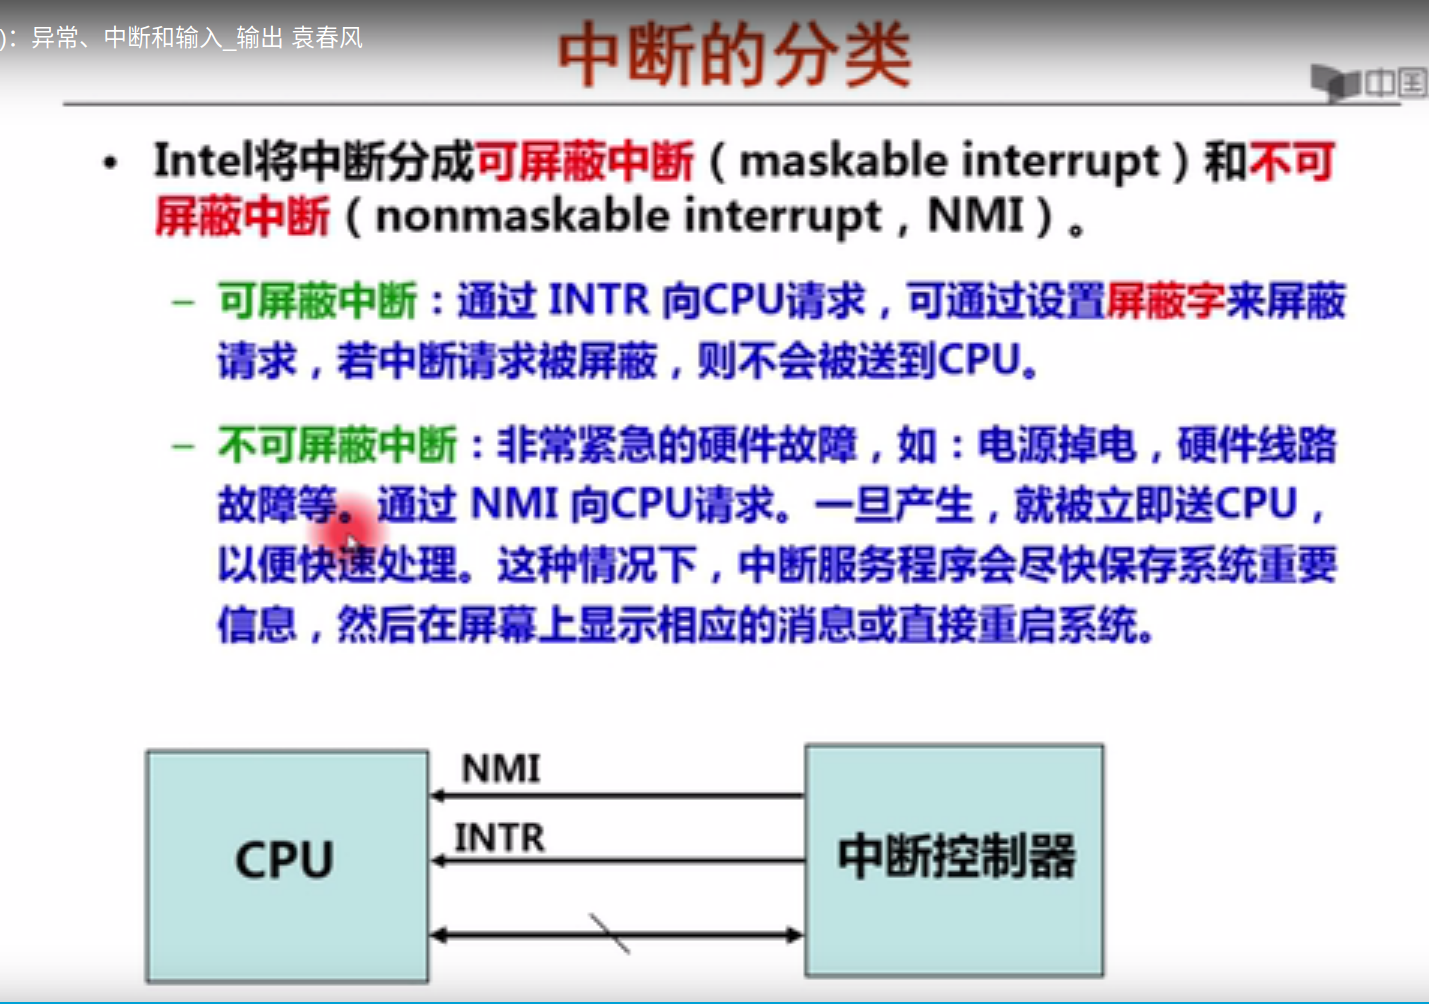 )：异常、中断和输入_输出 袁春风
中断的分类
中国
• Intel将中断分成可屏蔽中断（maskable interrupt）和不可
屏蔽中断（nonmaskable interrupt，NMI）。
– 可屏蔽中断：通过 INTR 向CPU请求，可通过设置屏蔽字来屏蔽
请求，若中断请求被屏蔽，则不会被送到CPU。
– 不可屏蔽中断：非常紧急的硬件故障，如：电源掉电，硬件线路
故障等。通过 NMI 向CPU请求。一旦产生，就被立即送CPU，
以便快速处理。这种情况下，中断服务程序会尽快保存系统重要
信息，然后在屏幕上显示相应的消息或直接重启系统。
NMI
INTR
CPU
中断控制器